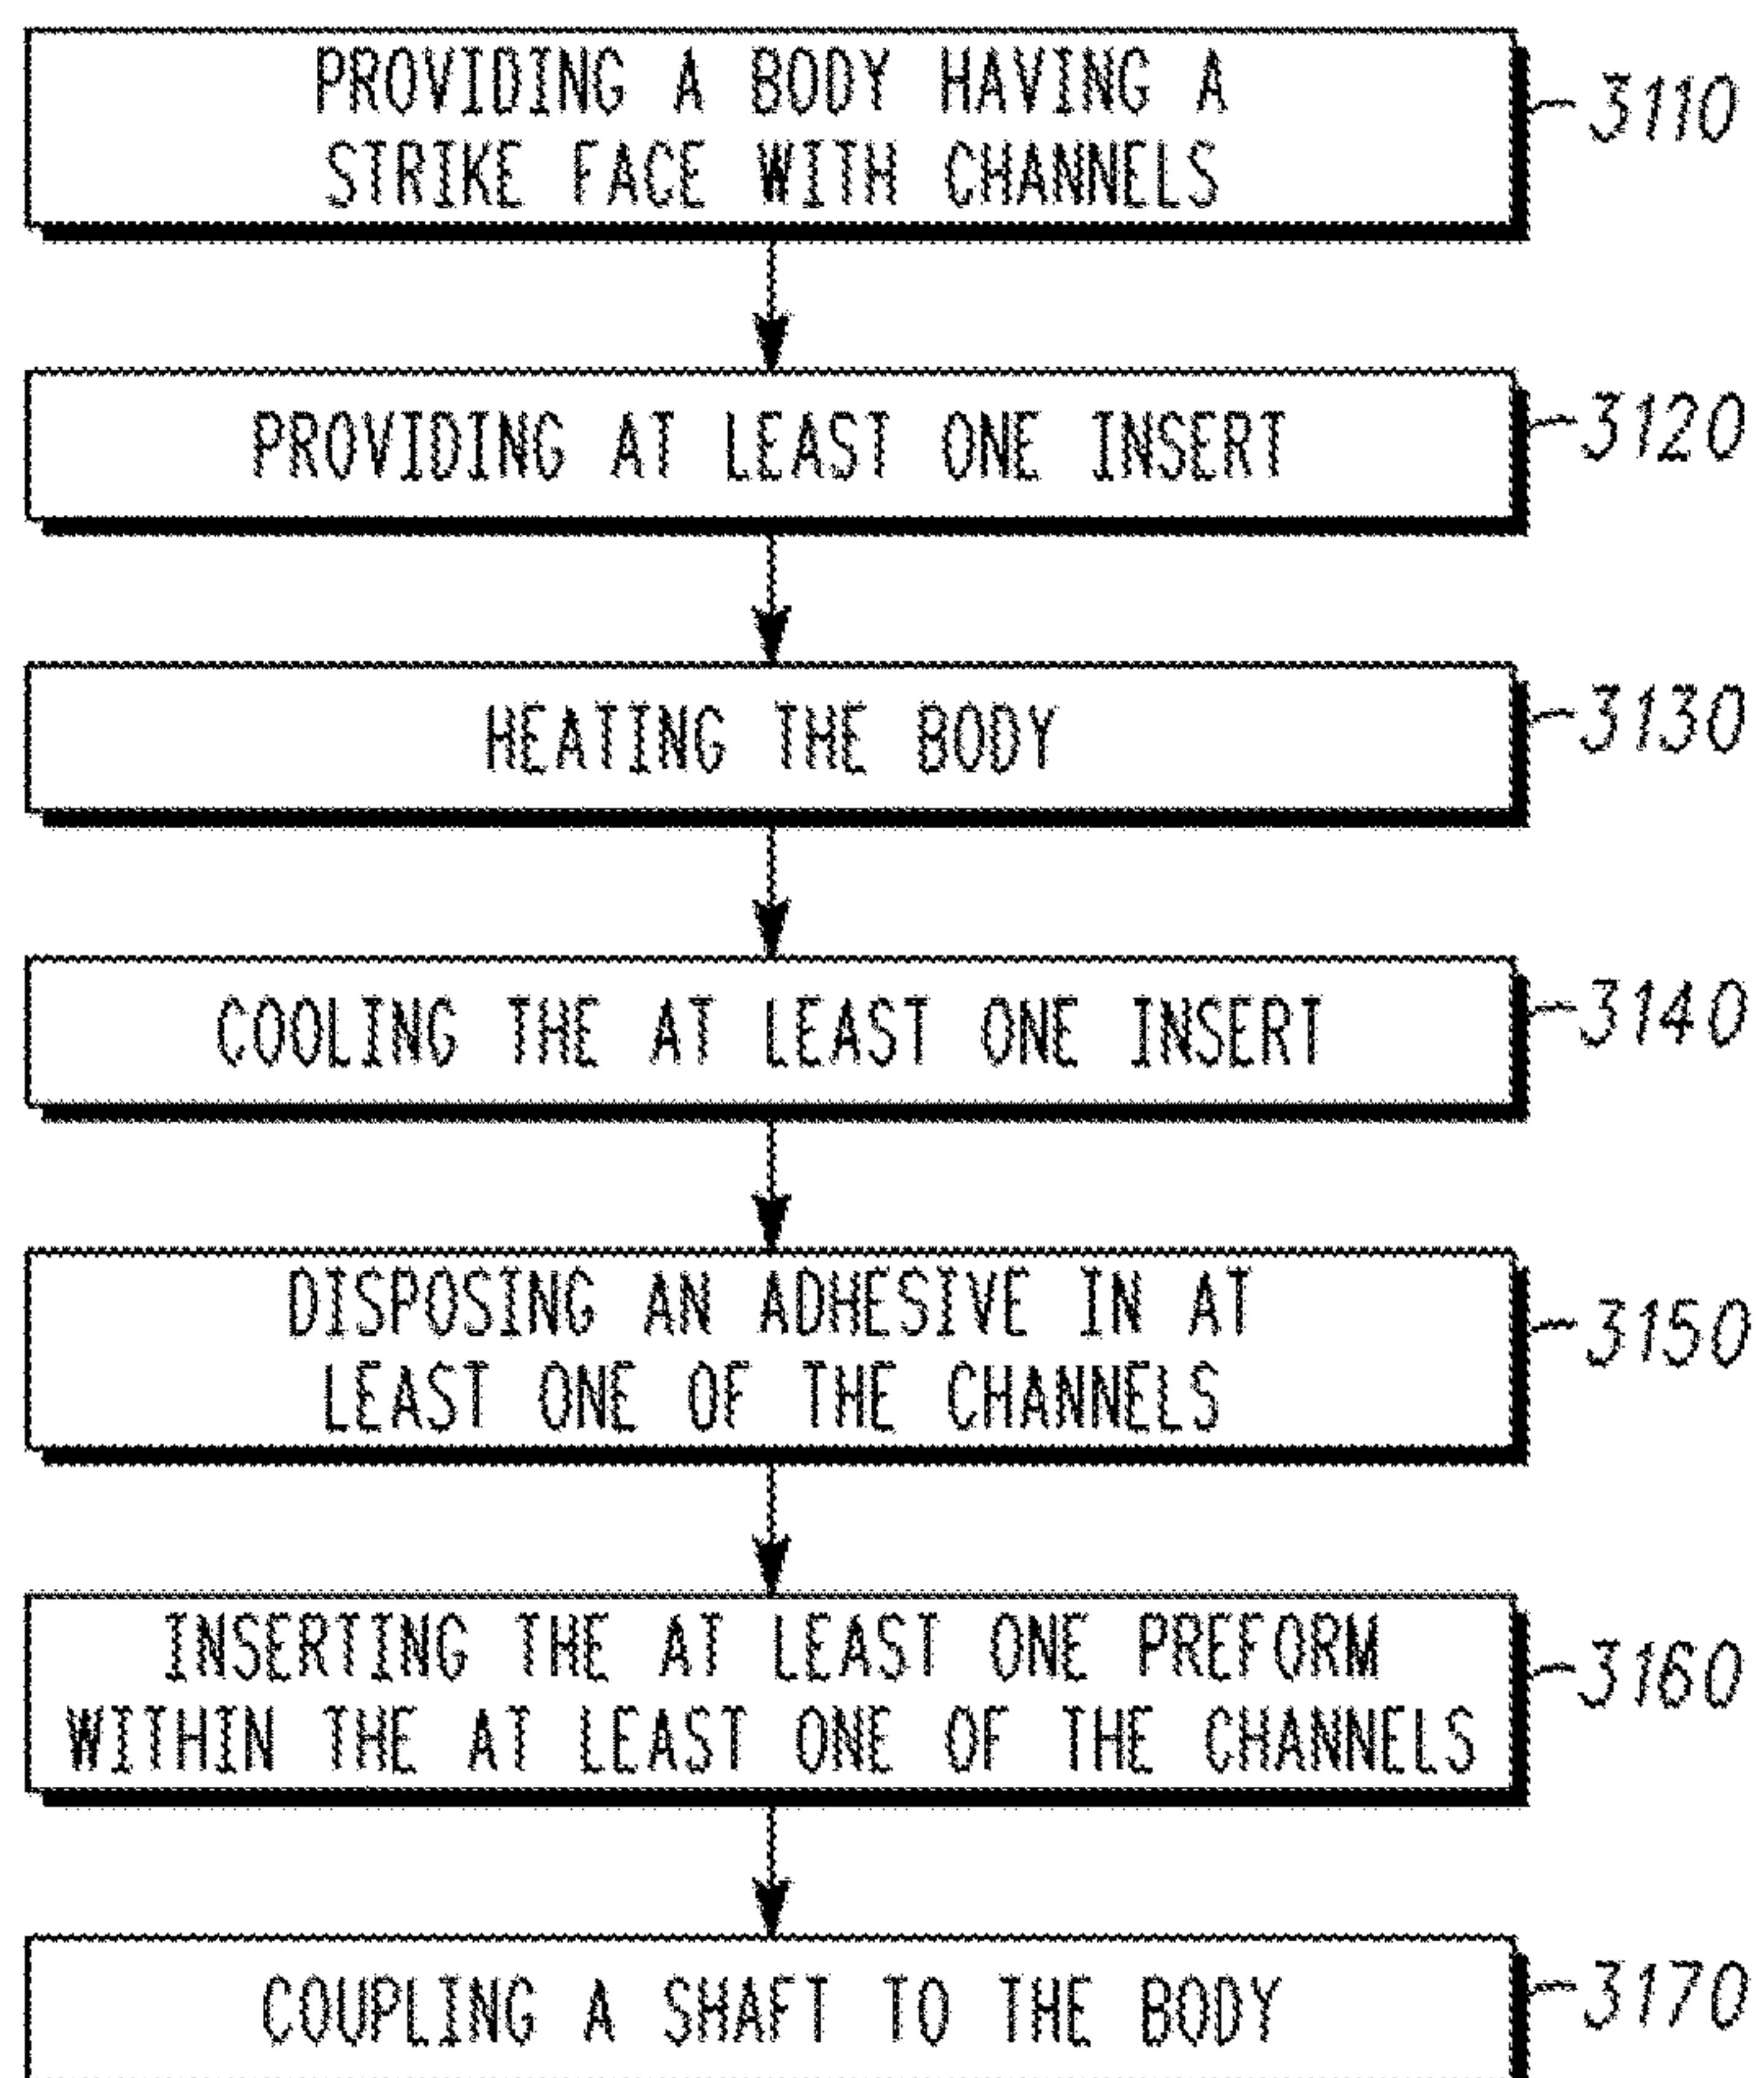 PROVIDING A BODY HAVING A
STRIKE FACE WITH CHANNELS
3110
PROVIDING AT LEAST ONE INSERT
3120
HEATING THE BODY
3130
COOLING THE AT LEAST ONE INSERT
3140
DISPOSING AN ADHESIVE IN AT
LEAST ONE OF THE CHANNELS
3150
INSERTING THE AT LEAST ONE PREFORM
WITHIN THE AT LEAST ONE OF THE CHANNELS
3160
COUPLING A SHAFT TO THE BODY
3170